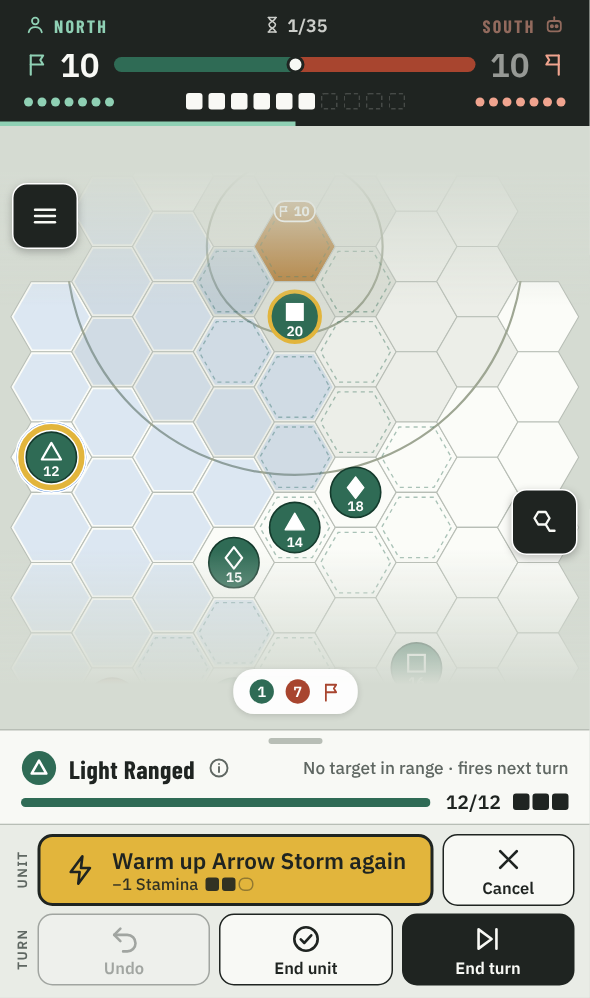 NORTH
1/35
SOUTH
10
10
10
20
12
18
14
15
1
7
Light Ranged
No target in range · fires next turn
12/12
UNIT
Warm up Arrow Storm again
−1 Stamina
Cancel
TURN
Undo
End unit
End turn